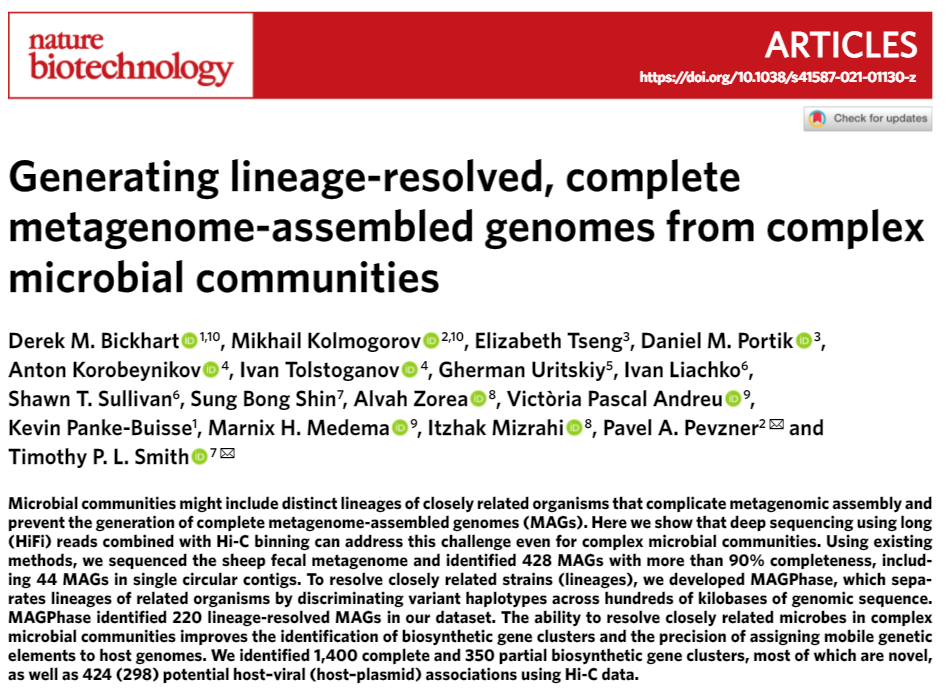 nature
biotechnology
ARTICLES
https://doi.org/10.1038/s41587-021-01130-z
Check for updates
Generating lineage-resolved, complete
metagenome-assembled genomes from complex
microbial communities
Derek M. Bickhart iD 1,10, Mikhail Kolmogorov iD 2,10, Elizabeth Tseng3, Daniel M. Portik iD 3,
Anton Korobeynikov iD 4, Ivan Tolstoganov iD 4, Gherman Uritskiy5, Ivan Liachko6,
Shawn T. Sullivan6, Sung Bong Shin7, Alvah Zorea iD 8, Victòria Pascal Andreu iD 9,
Kevin Panke-Buisse1, Marnix H. Medema iD 9, Itzhak Mizrahi iD 8, Pavel A. Pevzner2 ✉ and
Timothy P. L. Smith iD 7 ✉
Microbial communities might include distinct lineages of closely related organisms that complicate metagenomic assembly and
prevent the generation of complete metagenome-assembled genomes (MAGs). Here we show that deep sequencing using long
(HiFi) reads combined with Hi-C binning can address this challenge even for complex microbial communities. Using existing
methods, we sequenced the sheep fecal metagenome and identified 428 MAGs with more than 90% completeness, includ-
ing 44 MAGs in single circular contigs. To resolve closely related strains (lineages), we developed MAGPhase, which sepa-
rates lineages of related organisms by discriminating variant haplotypes across hundreds of kilobases of genomic sequence.
MAGPhase identified 220 lineage-resolved MAGs in our dataset. The ability to resolve closely related microbes in complex
microbial communities improves the identification of biosynthetic gene clusters and the precision of assigning mobile genetic
elements to host genomes. We identified 1,400 complete and 350 partial biosynthetic gene clusters, most of which are novel,
as well as 424 (298) potential host–viral (host–plasmid) associations using Hi-C data.